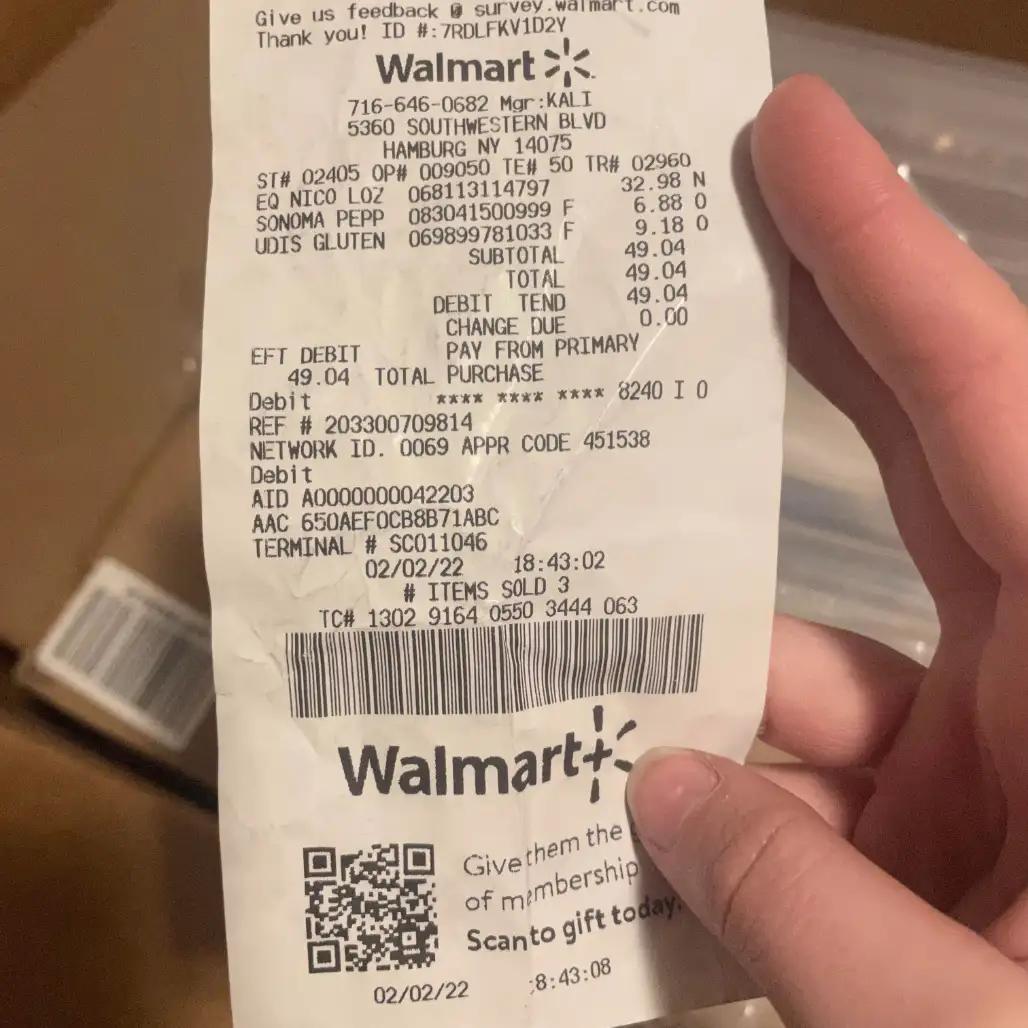 Give us feedback @ survey.walmart.com
Thank you! ID #:7RDLFKV1D2Y
Walmart
716-646-0682 Mgr:KALI
5360 SOUTHWESTERN BLVD
HAMBURG NY 14075
ST# 02405 OP# 009050 TE# 50 TR# 02960
EQ NICO LOZ 068113114797 32.98 N
SONOMA PEPP 083041500999 F 6.88 O
UDIS GLUTEN 069899781033 F 9.18 O
SUBTOTAL 49.04
TOTAL 49.04
DEBIT TEND 49.04
CHANGE DUE 0.00
EFT DEBIT PAY FROM PRIMARY
49.04 TOTAL PURCHASE
Debit **** **** **** 8240 I 0
REF # 203300709814
NETWORK ID. 0069 APPR CODE 451538
Debit
AID A0000000042203
AAC 650AEF0CB8B71ABC
TERMINAL # SC011046
02/02/22 18:43:02
# ITEMS SOLD 3
TC# 1302 9164 0550 3444 063
Walmart+
Give them the
of membership
Scan to gift today.
02/02/22 :8:43:08